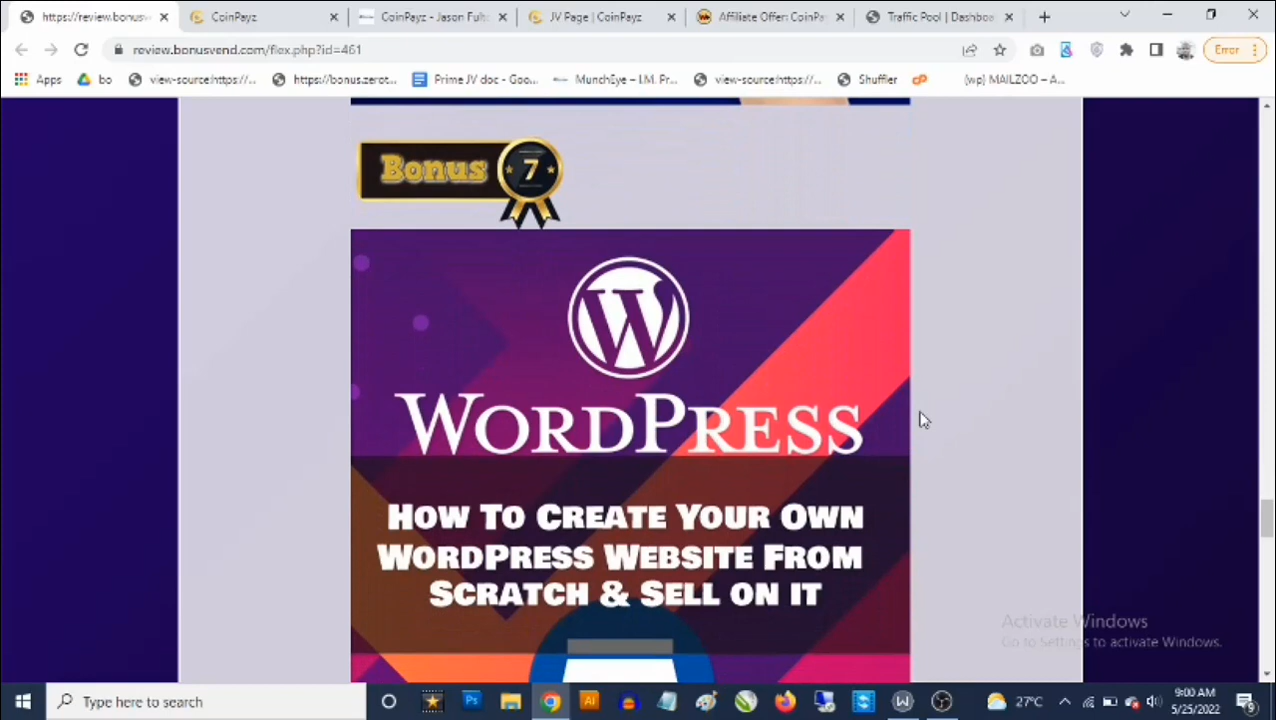 https://review.bonusv
CoinPayz
CoinPayz - Jason Fult
JV Page | CoinPayz
Affiliate Offer: CoinPa
Traffic Pool | Dashboa
review.bonusvend.com/flex.php?id=461
Error
Apps
bo
view-source:https://...
https://bonus.zerot...
Prime JV doc - Goo...
MunchEye – I.M. Pr...
view-source:https://...
Shuffler
(wp) MAILZOO – A...
Bonus 7
WORDPRESS
HOW TO CREATE YOUR OWN
WORDPRESS WEBSITE FROM
SCRATCH & SELL ON IT
Activate Windows
Go to Settings to activate Windows.
Type here to search
Ps
Ai
27°C
9:00 AM
5/25/2022
9